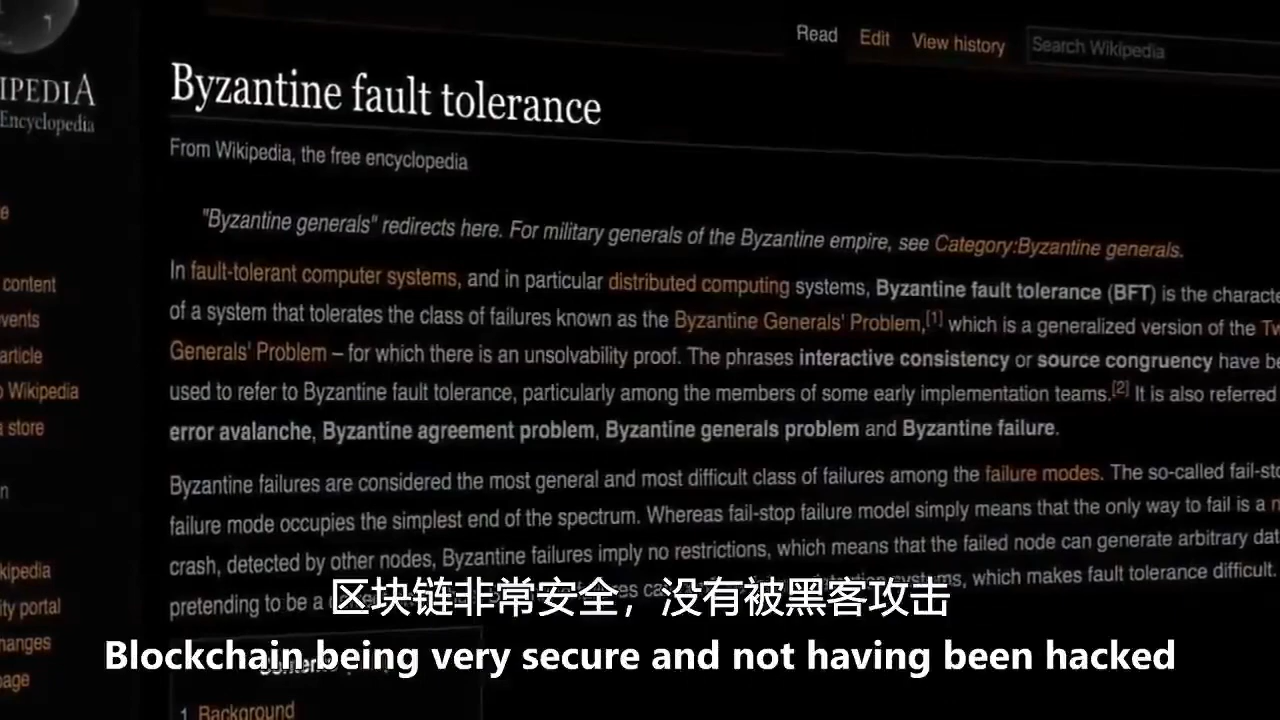 Read Edit View history Search Wikipedia
IPEDIA
Encyclopedia
Byzantine fault tolerance
From Wikipedia, the free encyclopedia
"Byzantine generals" redirects here. For military generals of the Byzantine empire, see Category:Byzantine generals.
In fault-tolerant computer systems, and in particular distributed computing systems, Byzantine fault tolerance (BFT) is the characte
of a system that tolerates the class of failures known as the Byzantine Generals' Problem,[1] which is a generalized version of the Tw
Generals' Problem – for which there is an unsolvability proof. The phrases interactive consistency or source congruency have be
used to refer to Byzantine fault tolerance, particularly among the members of some early implementation teams.[2] It is also referred
error avalanche, Byzantine agreement problem, Byzantine generals problem and Byzantine failure.
Byzantine failures are considered the most general and most difficult class of failures among the failure modes. The so-called fail-sto
failure mode occupies the simplest end of the spectrum. Whereas fail-stop failure model simply means that the only way to fail is a n
crash, detected by other nodes, Byzantine failures imply no restrictions, which means that the failed node can generate arbitrary dat
pretending to be a which makes fault tolerance difficult.
1 Background
e
content
vents
article
o Wikipedia
a store
n
kipedia
ity portal
hanges
page
区块链非常安全，没有被黑客攻击
Blockchain being very secure and not having been hacked